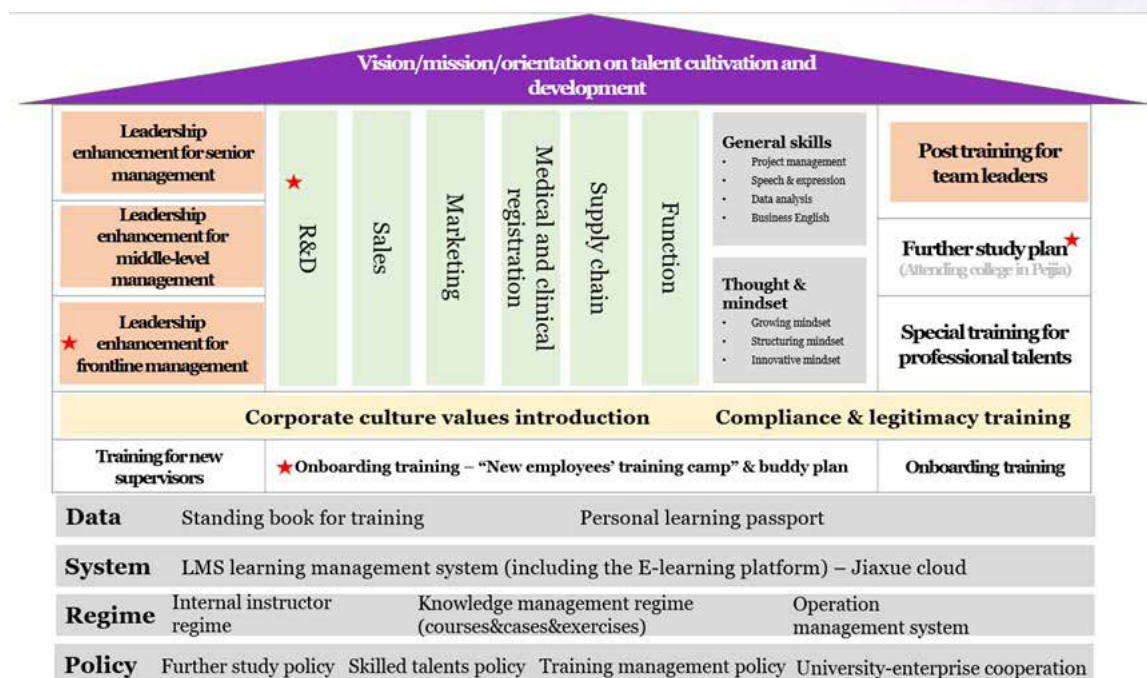 Vision/mission/orientation on talent cultivation and
development
Leadership
enhancement for senior
management
Leadership
enhancement for
middle-level
management
Leadership
enhancement for
frontline management
R&D
Sales
Marketing
Medical and clinical
registration
Supply chain
Function
General skills
• Project management
• Speech & expression
• Data analysis
• Business English
Thought &
mindset
• Growing mindset
• Structuring mindset
• Innovative mindset
Post training for
team leaders
Further study plan
(Attending college in Peijia)
Special training for
professional talents
Corporate culture values introduction
Compliance & legitimacy training
Training for new
supervisors
Onboarding training – “New employees’ training camp” & buddy plan
Onboarding training
Data
Standing book for training
Personal learning passport
System
LMS learning management system (including the E-learning platform) – Jiaxue cloud
Regime
Internal instructor
regime
Knowledge management regime
(courses&cases&exercises)
Operation
management system
Policy
Further study policy
Skilled talents policy
Training management policy
University-enterprise cooperation